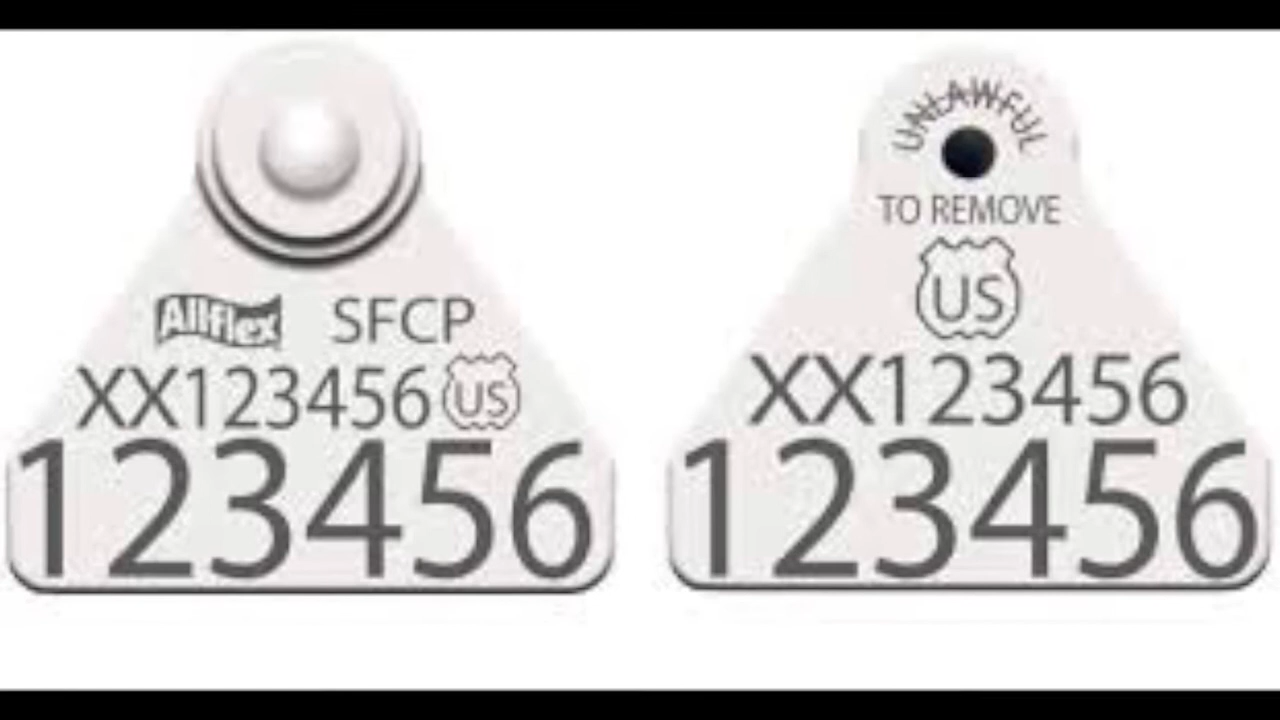 Allflex SFCP
XX123456 US
123456
UNLAWFUL
TO REMOVE
US
XX123456
123456